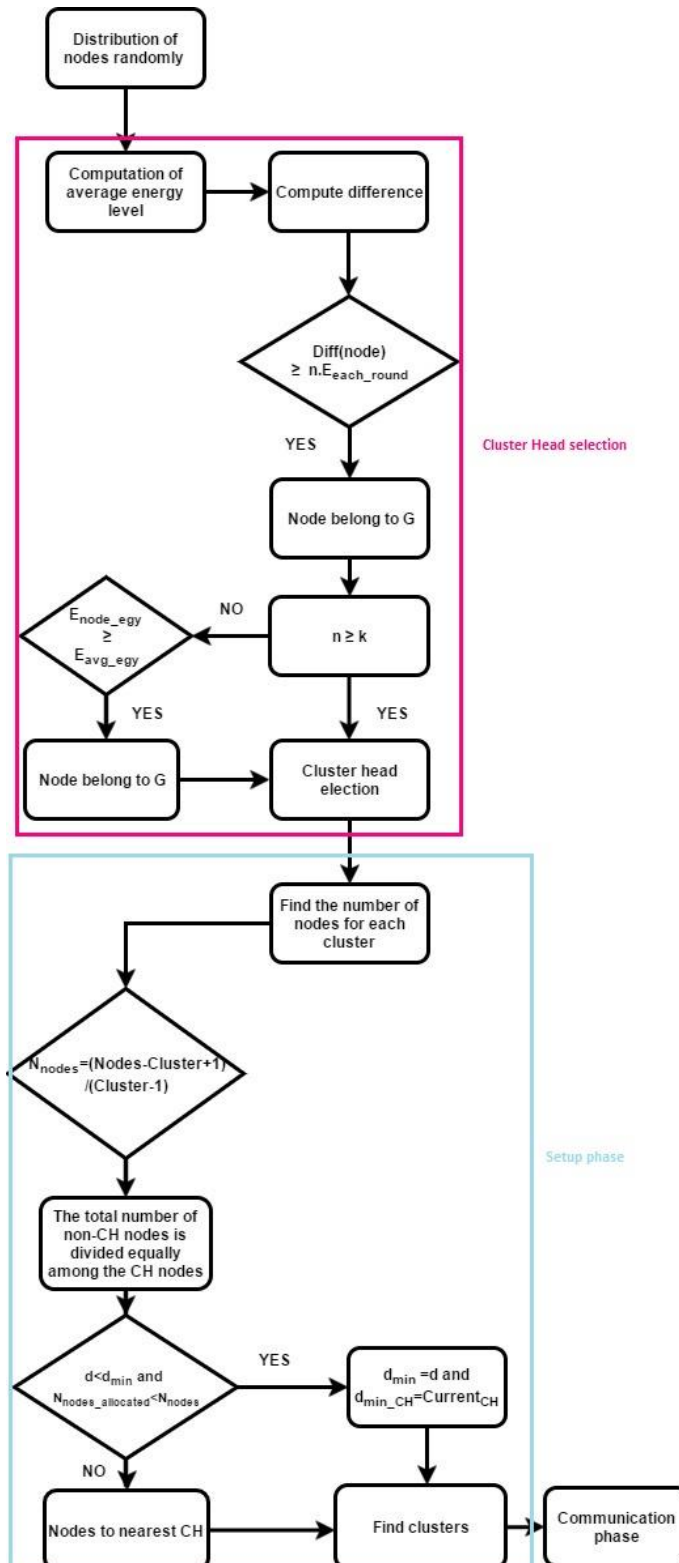 Distribution of
nodes randomly
Computation of
average energy
level
Compute difference
Diff(node)
≥ n.Eeach_round
YES
Cluster Head selection
Node belong to G
Enode_egy
≥
Eavg_egy
NO
n ≥ k
YES
YES
Node belong to G
Cluster head
election
Find the number of
nodes for each
cluster
Nnodes=(Nodes-Cluster+1)
/(Cluster-1)
Setup phase
The total number of
non-CH nodes is
divided equally
among the CH nodes
d<dmin and
Nnodes_allocated<Nnodes
YES
dmin =d and
dmin_CH=CurrentCH
NO
Nodes to nearest CH
Find clusters
Communication
phase